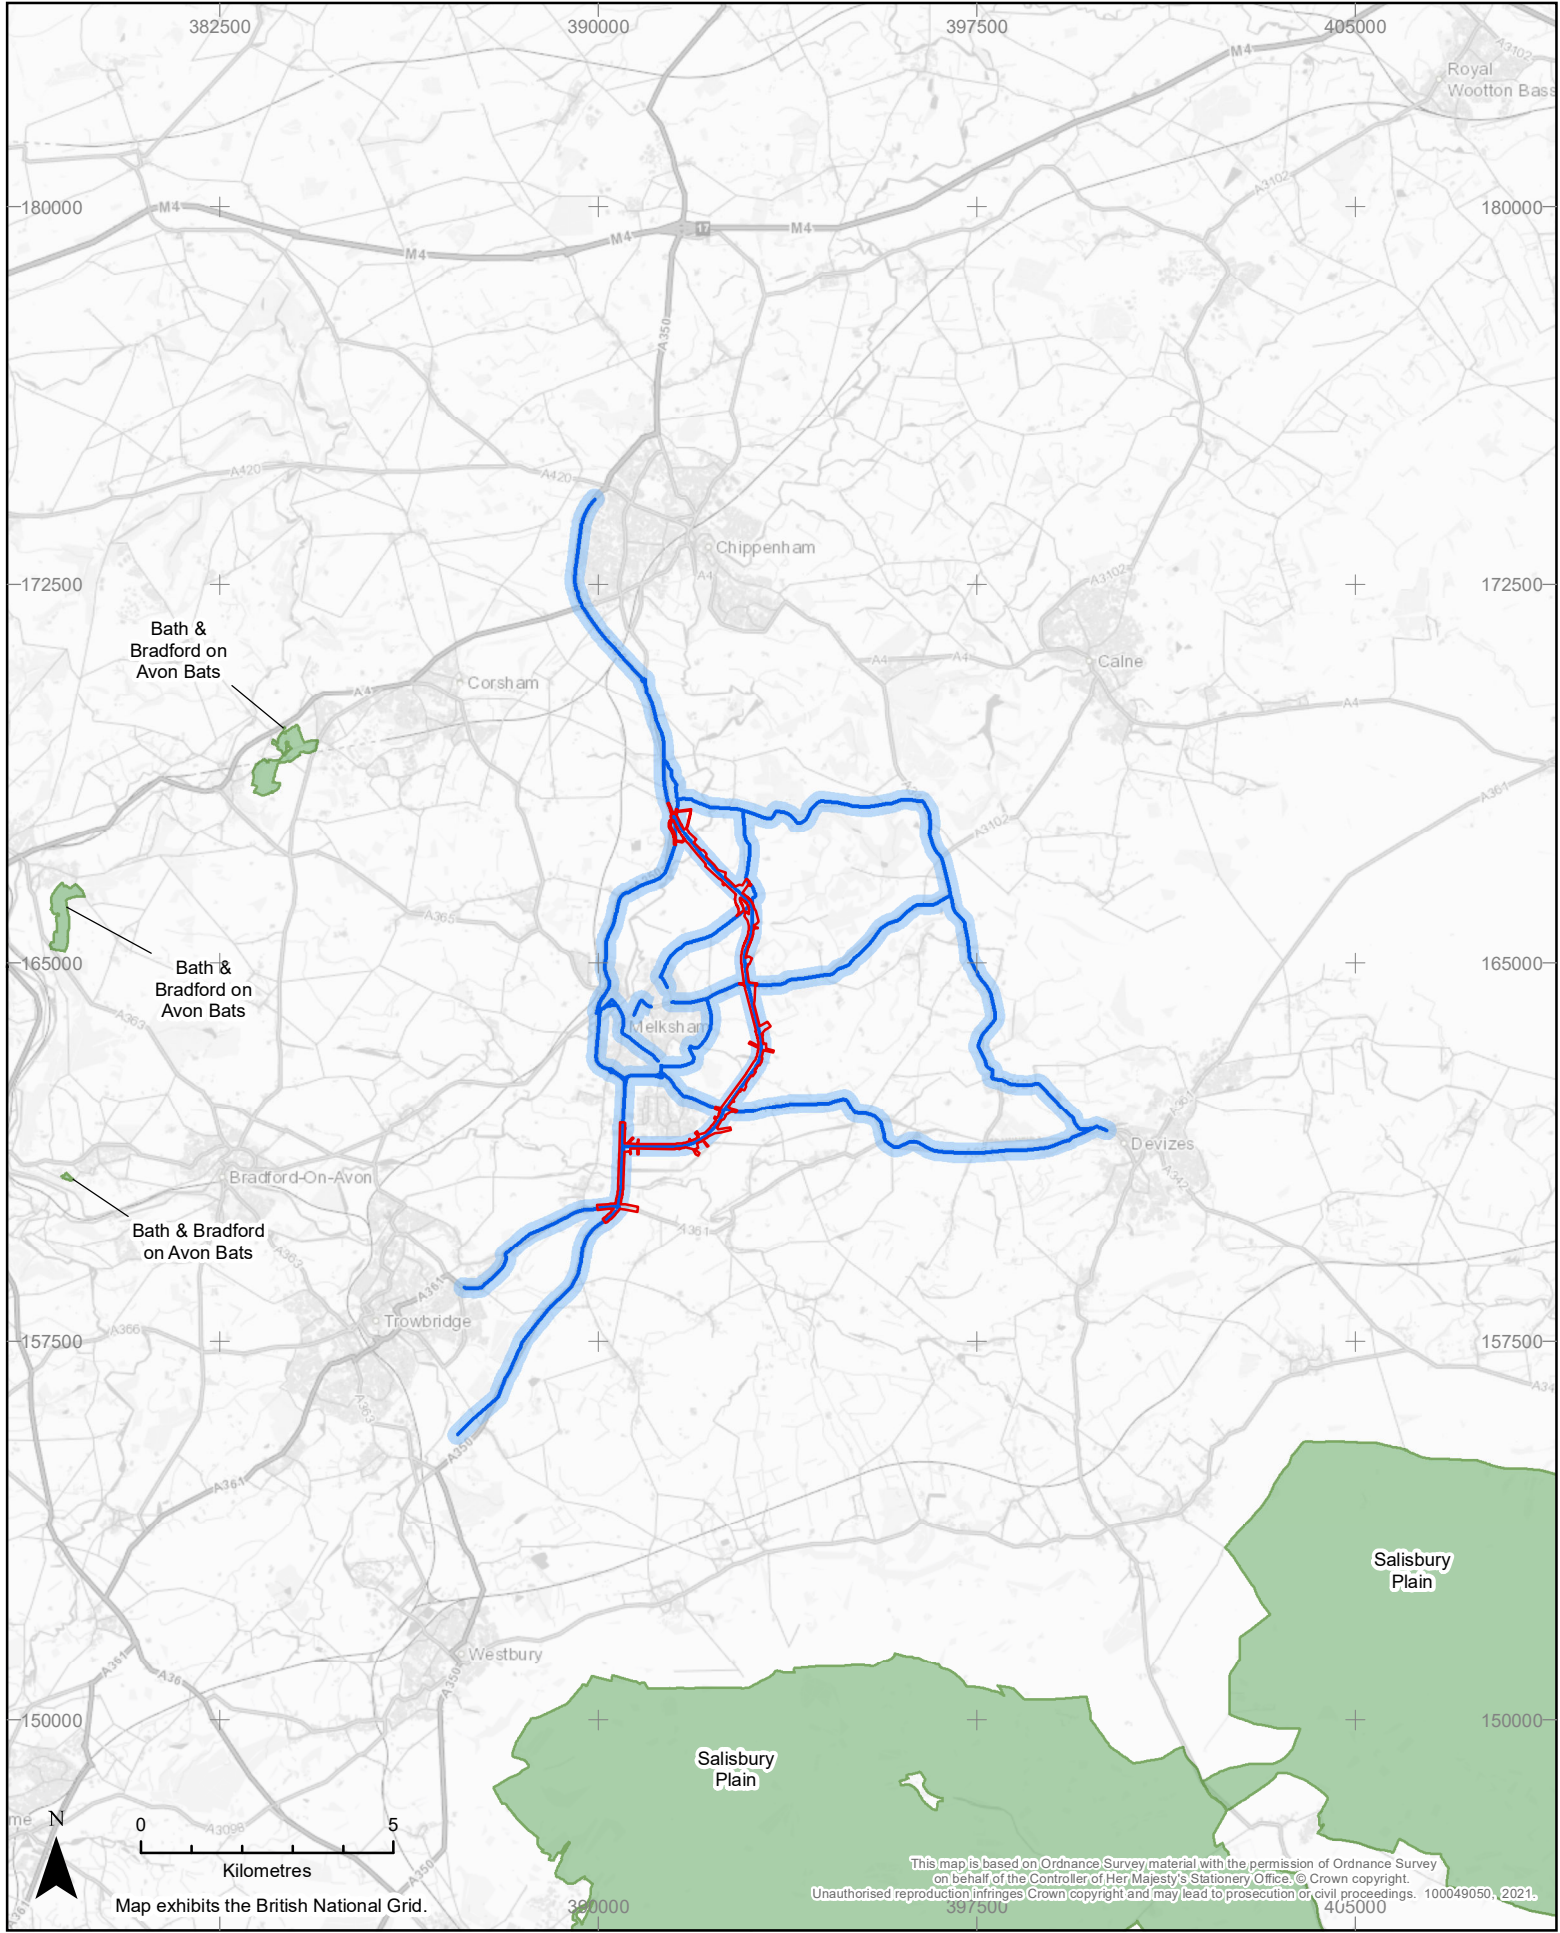 382500
390000
397500
405000
M4
A3102
Royal
Wootton Bass
A3102
180000
M4
M4
M4
M4
17
180000
A350
A420
A420
Chippenham
172500
A4
A3102
172500
Bath &
Bradford on
Avon Bats
A4
A4
Calne
Corsham
A4
A4
A361
A3102
A365
165000
Bath &
Bradford on
Avon Bats
165000
A363
Melksham
A361
Devizes
Bradford-On-Avon
A342
Bath & Bradford
on Avon Bats
A361
A363
A361
Trowbridge
A366
157500
157500
A34
A363
A350
A361
Salisbury
Plain
Westbury
A361
A36
A350
150000
150000
Salisbury
Plain
me
N
0
5
A3098
Kilometres
A350
Map exhibits the British National Grid.
A361
This map is based on Ordnance Survey material with the permission of Ordnance Survey
on behalf of the Controller of Her Majesty's Stationery Office. © Crown copyright.
Unauthorised reproduction infringes Crown copyright and may lead to prosecution or civil proceedings. 100049050, 2021.
390000
397500
405000